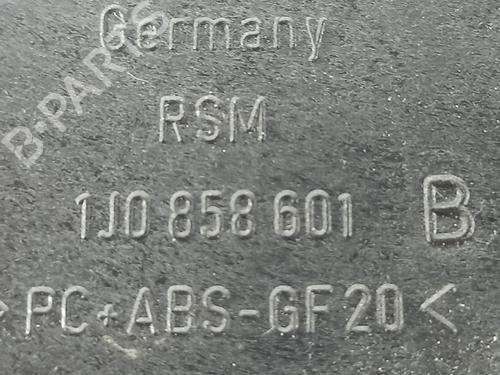 Germany
RSM
1J0 858 601 B
>PC+ABS-GF20<
B-PARTS